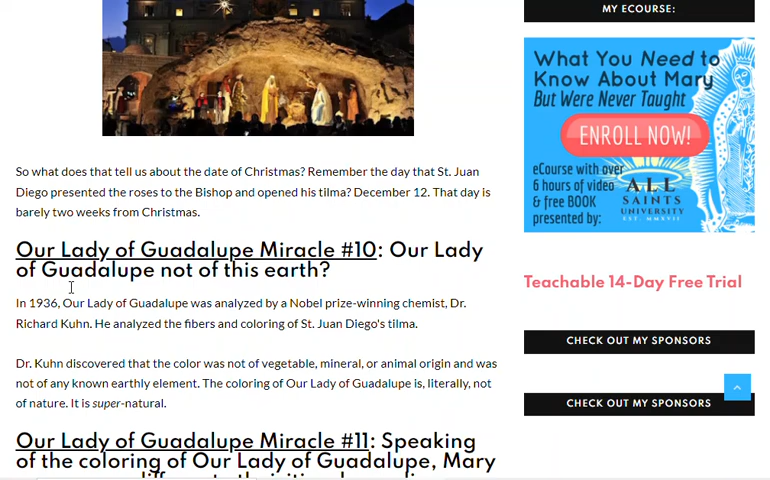 So what does that tell us about the date of Christmas? Remember the day that St. Juan
Diego presented the roses to the Bishop and opened his tilma? December 12. That day is
barely two weeks from Christmas.
Our Lady of Guadalupe Miracle #10: Our Lady
of Guadalupe not of this earth?
In 1936, Our Lady of Guadalupe was analyzed by a Nobel prize-winning chemist, Dr.
Richard Kuhn. He analyzed the fibers and coloring of St. Juan Diego's tilma.
Dr. Kuhn discovered that the color was not of vegetable, mineral, or animal origin and was
not of any known earthly element. The coloring of Our Lady of Guadalupe is, literally, not
of nature. It is super-natural.
Our Lady of Guadalupe Miracle #11: Speaking
of the coloring of Our Lady of Guadalupe, Mary
MY ECOURSE:
What You Need to
Know About Mary
But Were Never Taught
ENROLL NOW!
eCourse with over
6 hours of video
& free BOOK
presented by:
ALL
SAINTS
UNIVERSITY
EST. MMXVII
Teachable 14-Day Free Trial
CHECK OUT MY SPONSORS
CHECK OUT MY SPONSORS